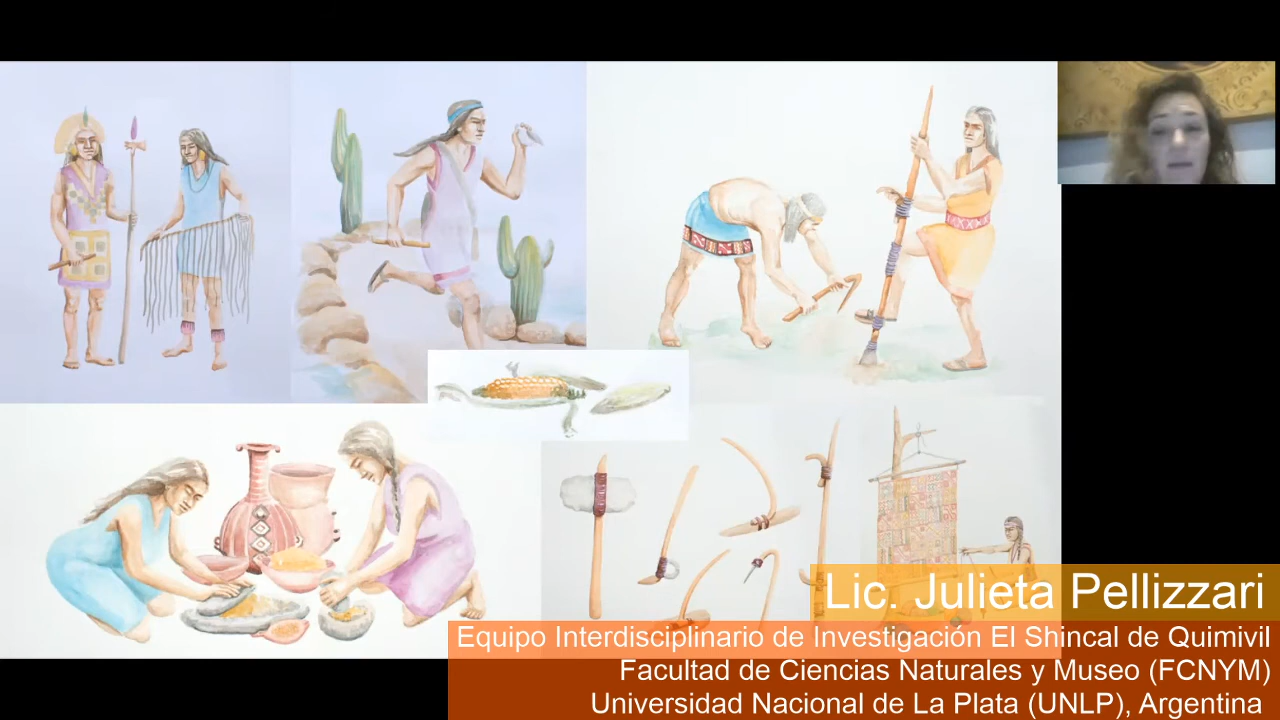 Lic. Julieta Pellizzari
Equipo Interdisciplinario de Investigación El Shincal de Quimivil
Facultad de Ciencias Naturales y Museo (FCNYM)
Universidad Nacional de La Plata (UNLP), Argentina